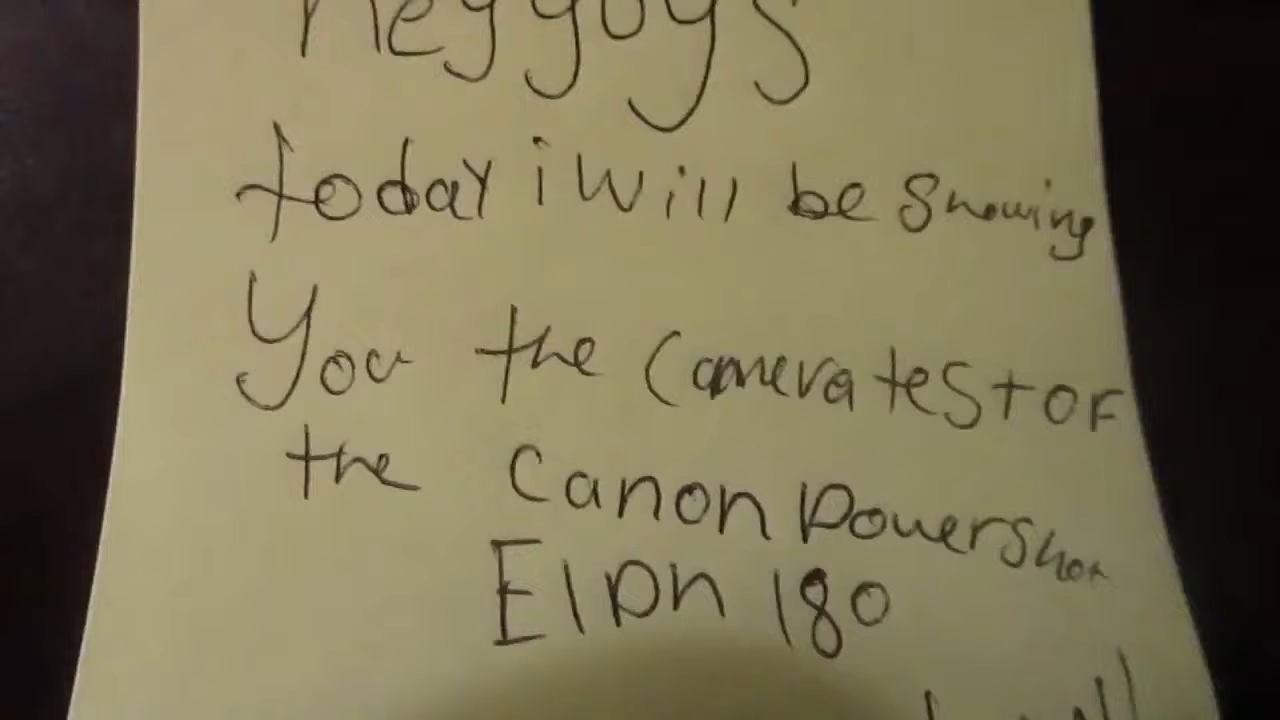 Hey guys
today i will be showing
You the camera test of
the Canon Powershot
Elph 180